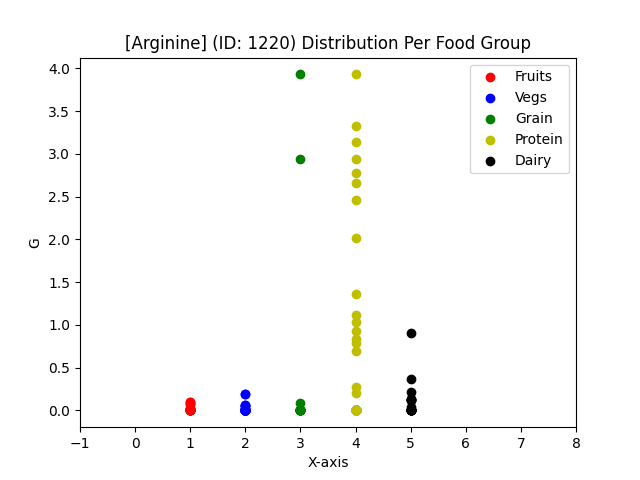 [Arginine] (ID: 1220) Distribution Per Food Group
Fruits
Vegs
Grain
Protein
Dairy
G
4.0
3.5
3.0
2.5
2.0
1.5
1.0
0.5
0.0
−1 0 1 2 3 4 5 6 7 8
X-axis